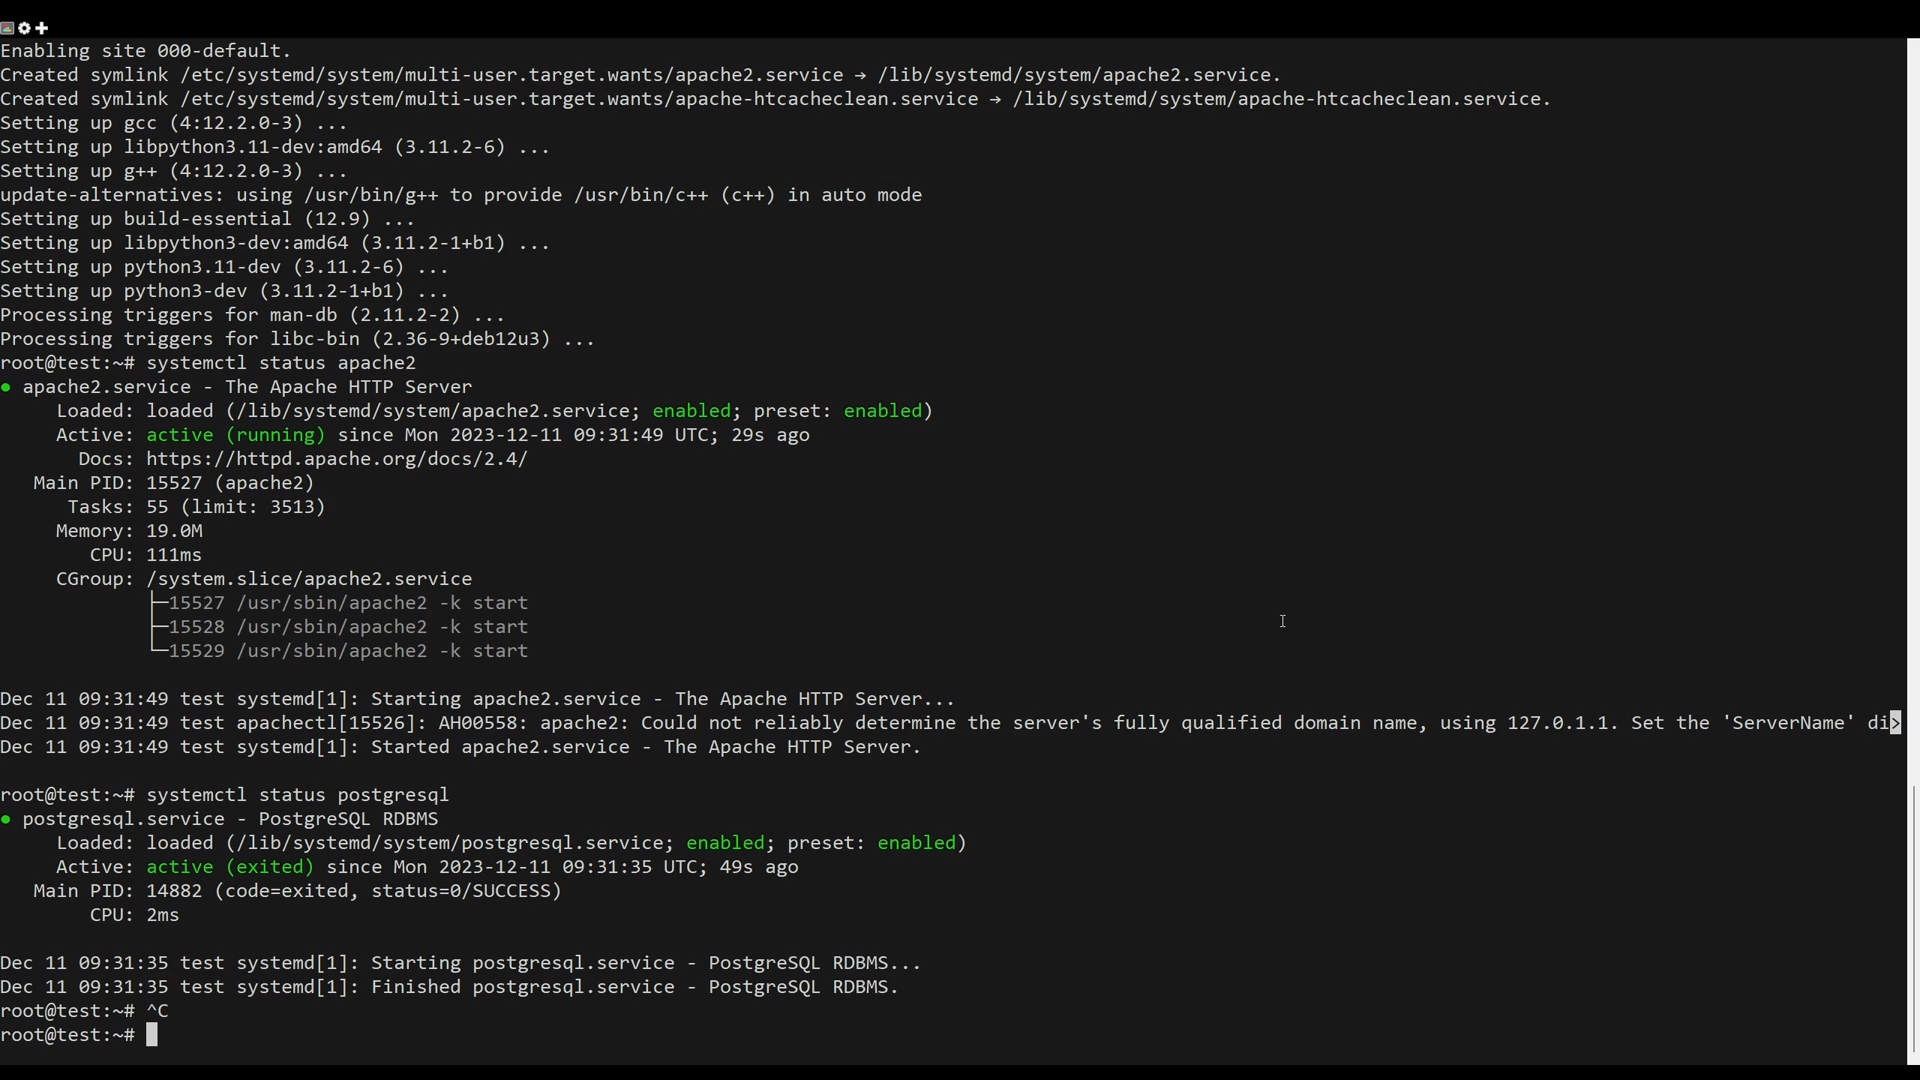 Enabling site 000-default.
Created symlink /etc/systemd/system/multi-user.target.wants/apache2.service → /lib/systemd/system/apache2.service.
Created symlink /etc/systemd/system/multi-user.target.wants/apache-htcacheclean.service → /lib/systemd/system/apache-htcacheclean.service.
Setting up gcc (4:12.2.0-3) ...
Setting up libpython3.11-dev:amd64 (3.11.2-6) ...
Setting up g++ (4:12.2.0-3) ...
update-alternatives: using /usr/bin/g++ to provide /usr/bin/c++ (c++) in auto mode
Setting up build-essential (12.9) ...
Setting up libpython3-dev:amd64 (3.11.2-1+b1) ...
Setting up python3.11-dev (3.11.2-6) ...
Setting up python3-dev (3.11.2-1+b1) ...
Processing triggers for man-db (2.11.2-2) ...
Processing triggers for libc-bin (2.36-9+deb12u3) ...
root@test:~# systemctl status apache2
● apache2.service - The Apache HTTP Server
     Loaded: loaded (/lib/systemd/system/apache2.service; enabled; preset: enabled)
     Active: active (running) since Mon 2023-12-11 09:31:49 UTC; 29s ago
       Docs: https://httpd.apache.org/docs/2.4/
   Main PID: 15527 (apache2)
      Tasks: 55 (limit: 3513)
     Memory: 19.0M
        CPU: 111ms
     CGroup: /system.slice/apache2.service
             ├─15527 /usr/sbin/apache2 -k start
             ├─15528 /usr/sbin/apache2 -k start
             └─15529 /usr/sbin/apache2 -k start
Dec 11 09:31:49 test systemd[1]: Starting apache2.service - The Apache HTTP Server...
Dec 11 09:31:49 test apachectl[15526]: AH00558: apache2: Could not reliably determine the server's fully qualified domain name, using 127.0.1.1. Set the 'ServerName' di>
Dec 11 09:31:49 test systemd[1]: Started apache2.service - The Apache HTTP Server.
root@test:~# systemctl status postgresql
● postgresql.service - PostgreSQL RDBMS
     Loaded: loaded (/lib/systemd/system/postgresql.service; enabled; preset: enabled)
     Active: active (exited) since Mon 2023-12-11 09:31:35 UTC; 49s ago
   Main PID: 14882 (code=exited, status=0/SUCCESS)
        CPU: 2ms
Dec 11 09:31:35 test systemd[1]: Starting postgresql.service - PostgreSQL RDBMS...
Dec 11 09:31:35 test systemd[1]: Finished postgresql.service - PostgreSQL RDBMS.
root@test:~# ^C
root@test:~#